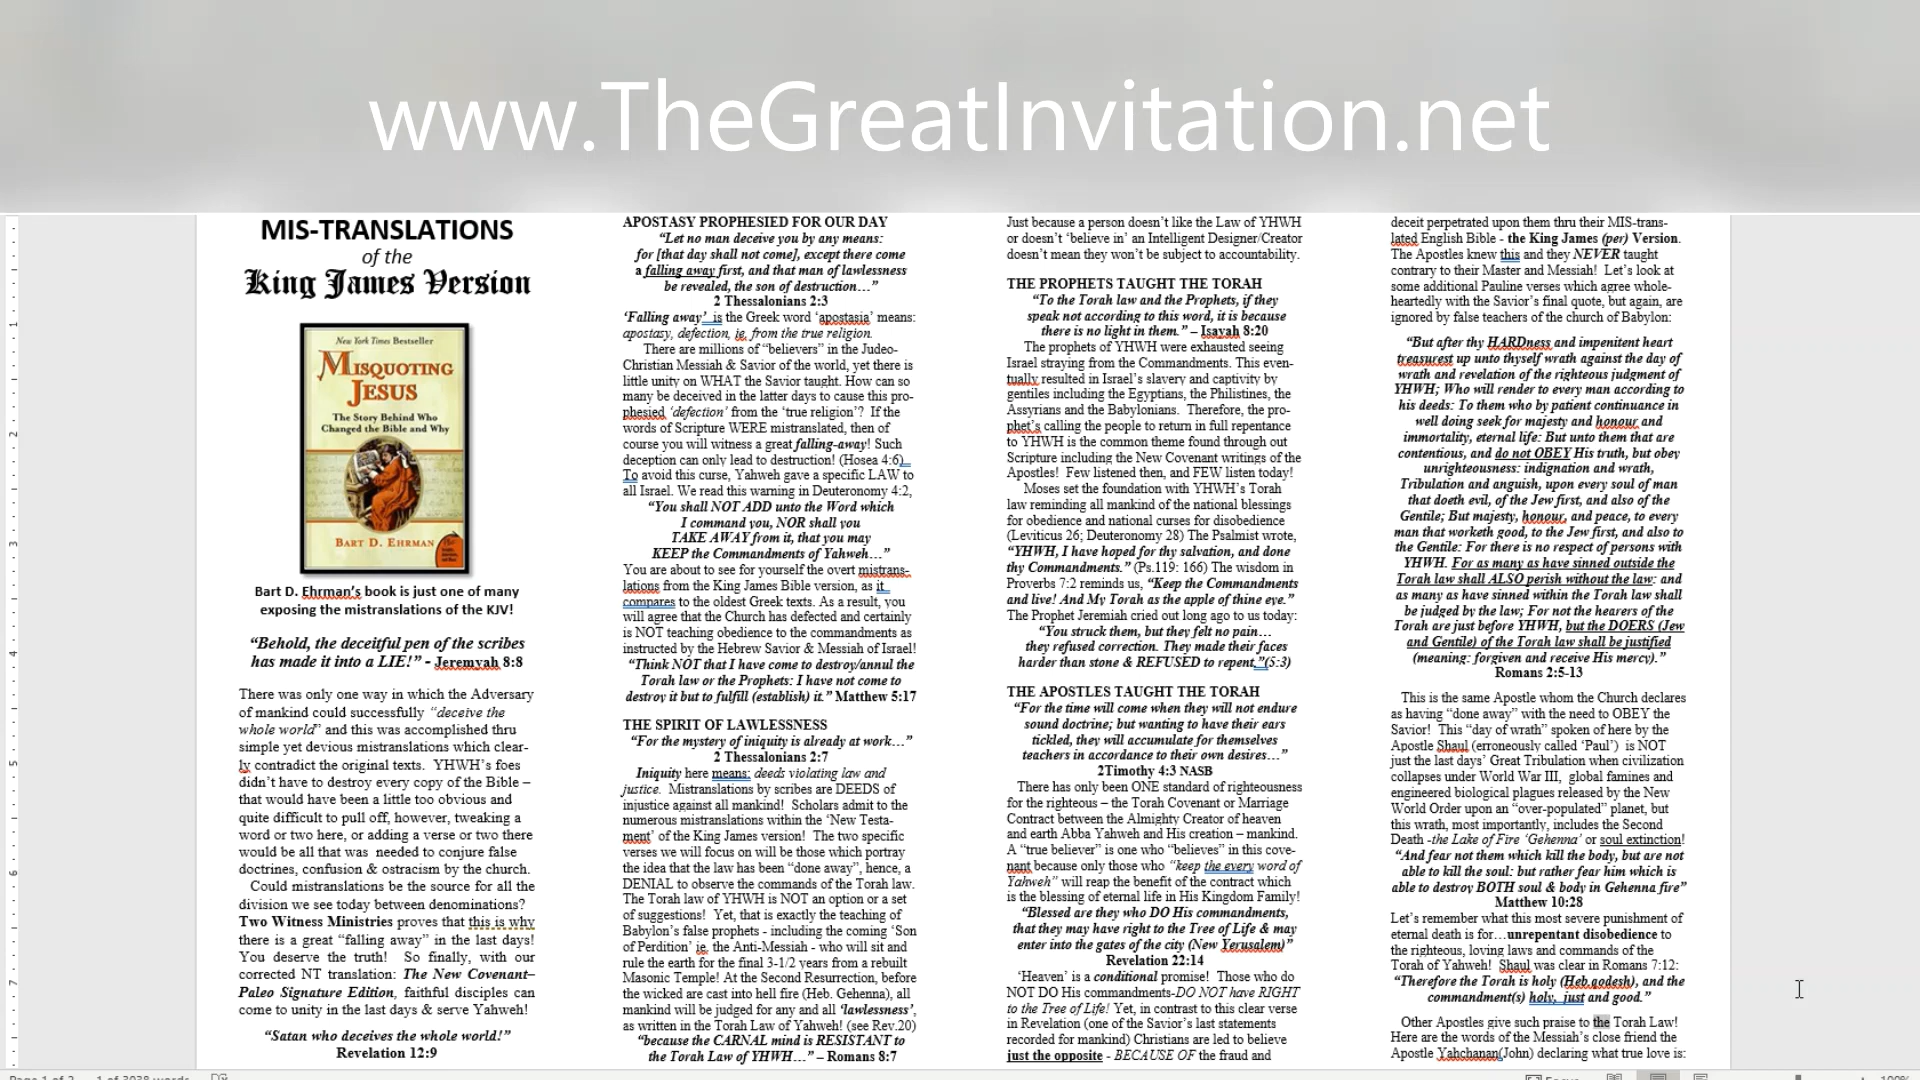 www.TheGreatInvitation.net
MIS-TRANSLATIONS
of the
King James Version
New York Times Bestseller
MISQUOTING
JESUS
The Story Behind Who
Changed the Bible and Why
BART D. EHRMAN
Bart D. Ehrman’s book is just one of many
exposing the mistranslations of the KJV!
“Behold, the deceitful pen of the scribes
has made it into a LIE!” - Jeremyah 8:8
There was only one way in which the Adversary
of mankind could successfully “deceive the
whole world” and this was accomplished thru
simple yet devious mistranslations which clear-
ly contradict the original texts.  YHWH’s foes
didn’t have to destroy every copy of the Bible –
that would have been a little too obvious and
quite difficult to pull off, however, tweaking a
word or two here, or adding a verse or two there
would be all that was  needed to conjure false
doctrines, confusion & ostracism by the church.
Could mistranslations be the source for all the
division we see today between denominations?
Two Witness Ministries proves that this is why
there is a great “falling away” in the last days!
You deserve the truth!  So finally, with our
corrected NT translation: The New Covenant–
Paleo Signature Edition, faithful disciples can
come to unity in the last days & serve Yahweh!
“Satan who deceives the whole world!”
Revelation 12:9
APOSTASY PROPHESIED FOR OUR DAY
“Let no man deceive you by any means:
for [that day shall not come], except there come
a falling away first, and that man of lawlessness
be revealed, the son of destruction…”
2 Thessalonians 2:3
‘Falling away’  is the Greek word ‘apostasia’ means:
apostasy, defection, ie, from the true religion.
There are millions of “believers” in the Judeo-
Christian Messiah & Savior of the world, yet there is
little unity on WHAT the Savior taught. How can so
many be deceived in the latter days to cause this pro-
phesied ‘defection’ from the ‘true religion’?  If the
words of Scripture WERE mistranslated, then of
course you will witness a great falling-away! Such
deception can only lead to destruction! (Hosea 4:6)
To avoid this curse, Yahweh gave a specific LAW to
all Israel. We read this warning in Deuteronomy 4:2,
“You shall NOT ADD unto the Word which
I command you, NOR shall you
TAKE AWAY from it, that you may
KEEP the Commandments of Yahweh…”
You are about to see for yourself the overt mistrans-
lations from the King James Bible version, as it
compares to the oldest Greek texts. As a result, you
will agree that the Church has defected and certainly
is NOT teaching obedience to the commandments as
instructed by the Hebrew Savior & Messiah of Israel!
“Think NOT that I have come to destroy/annul the
Torah law or the Prophets: I have not come to
destroy it but to fulfill (establish) it.” Matthew 5:17
THE SPIRIT OF LAWLESSNESS
“For the mystery of iniquity is already at work…”
2 Thessalonians 2:7
Iniquity here means: deeds violating law and
justice.  Mistranslations by scribes are DEEDS of
injustice against all mankind!  Scholars admit to the
numerous mistranslations within the ‘New Testa-
ment’ of the King James version!  The two specific
verses we will focus on will be those which portray
the idea that the law has been “done away”, hence, a
DENIAL to observe the commands of the Torah law.
The Torah law of YHWH is NOT an option or a set
of suggestions!  Yet, that is exactly the teaching of
Babylon’s false prophets - including the coming ‘Son
of Perdition’ ie, the Anti-Messiah - who will sit and
rule the earth for the final 3-1/2 years from a rebuilt
Masonic Temple! At the Second Resurrection, before
the wicked are cast into hell fire (Heb. Gehenna), all
mankind will be judged for any and all ‘lawlessness’,
as written in the Torah Law of Yahweh! (see Rev.20)
“because the CARNAL mind is RESISTANT to
the Torah Law of YHWH…” – Romans 8:7
Just because a person doesn’t like the Law of YHWH
or doesn’t ‘believe in’ an Intelligent Designer/Creator
doesn’t mean they won’t be subject to accountability.
THE PROPHETS TAUGHT THE TORAH
“To the Torah law and the Prophets, if they
speak not according to this word, it is because
there is no light in them.” – Isayah 8:20
The prophets of YHWH were exhausted seeing
Israel straying from the Commandments. This even-
tually resulted in Israel’s slavery and captivity by
gentiles including the Egyptians, the Philistines, the
Assyrians and the Babylonians.  Therefore, the pro-
phet’s calling the people to return in full repentance
to YHWH is the common theme found through out
Scripture including the New Covenant writings of the
Apostles!  Few listened then, and FEW listen today!
Moses set the foundation with YHWH’s Torah
law reminding all mankind of the national blessings
for obedience and national curses for disobedience
(Leviticus 26; Deuteronomy 28) The Psalmist wrote,
“YHWH, I have hoped for thy salvation, and done
thy Commandments.” (Ps.119: 166) The wisdom in
Proverbs 7:2 reminds us, “Keep the Commandments
and live! And My Torah as the apple of thine eye.”
The Prophet Jeremiah cried out long ago to us today:
“You struck them, but they felt no pain…
they refused correction. They made their faces
harder than stone & REFUSED to repent.”(5:3)
THE APOSTLES TAUGHT THE TORAH
“For the time will come when they will not endure
sound doctrine; but wanting to have their ears
tickled, they will accumulate for themselves
teachers in accordance to their own desires…”
2Timothy 4:3 NASB
There has only been ONE standard of righteousness
for the righteous – the Torah Covenant or Marriage
Contract between the Almighty Creator of heaven
and earth Abba Yahweh and His creation – mankind.
A “true believer” is one who “believes” in this cove-
nant because only those who “keep the every word of
Yahweh” will reap the benefit of the contract which
is the blessing of eternal life in His Kingdom Family!
“Blessed are they who DO His commandments,
that they may have right to the Tree of Life & may
enter into the gates of the city (New Yerusalem)”
Revelation 22:14
‘Heaven’ is a conditional promise!  Those who do
NOT DO His commandments-DO NOT have RIGHT
to the Tree of Life! Yet, in contrast to this clear verse
in Revelation (one of the Savior’s last statements
recorded for mankind) Christians are led to believe
just the opposite - BECAUSE OF the fraud and
deceit perpetrated upon them thru their MIS-trans-
lated English Bible - the King James (per) Version.
The Apostles knew this and they NEVER taught
contrary to their Master and Messiah!  Let’s look at
some additional Pauline verses which agree whole-
heartedly with the Savior’s final quote, but again, are
ignored by false teachers of the church of Babylon:
“But after thy HARDness and impenitent heart
treasurest up unto thyself wrath against the day of
wrath and revelation of the righteous judgment of
YHWH; Who will render to every man according to
his deeds: To them who by patient continuance in
well doing seek for majesty and honour and
immortality, eternal life: But unto them that are
contentious, and do not OBEY His truth, but obey
unrighteousness: indignation and wrath,
Tribulation and anguish, upon every soul of man
that doeth evil, of the Jew first, and also of the
Gentile; But majesty, honour, and peace, to every
man that worketh good, to the Jew first, and also to
the Gentile: For there is no respect of persons with
YHWH. For as many as have sinned outside the
Torah law shall ALSO perish without the law: and
as many as have sinned within the Torah law shall
be judged by the law; For not the hearers of the
Torah are just before YHWH, but the DOERS (Jew
and Gentile) of the Torah law shall be justified
(meaning: forgiven and receive His mercy).”
Romans 2:5-13
This is the same Apostle whom the Church declares
as having “done away” with the need to OBEY the
Savior!  This “day of wrath” spoken of here by the
Apostle Shaul (erroneously called ‘Paul’)  is NOT
just the last days’ Great Tribulation when civilization
collapses under World War III,  global famines and
engineered biological plagues released by the New
World Order upon an “over-populated” planet, but
this wrath, most importantly, includes the Second
Death -the Lake of Fire ‘Gehenna’ or soul extinction!
“And fear not them which kill the body, but are not
able to kill the soul: but rather fear him which is
able to destroy BOTH soul & body in Gehenna fire”
Matthew 10:28
Let’s remember what this most severe punishment of
eternal death is for…unrepentant disobedience to
the righteous, loving laws and commands of the
Torah of Yahweh!  Shaul was clear in Romans 7:12:
“Therefore the Torah is holy (Heb.qodesh), and the
commandment(s) holy, just and good.”
Other Apostles give such praise to the Torah Law!
Here are the words of the Messiah’s close friend the
Apostle Yahchanan(John) declaring what true love is: